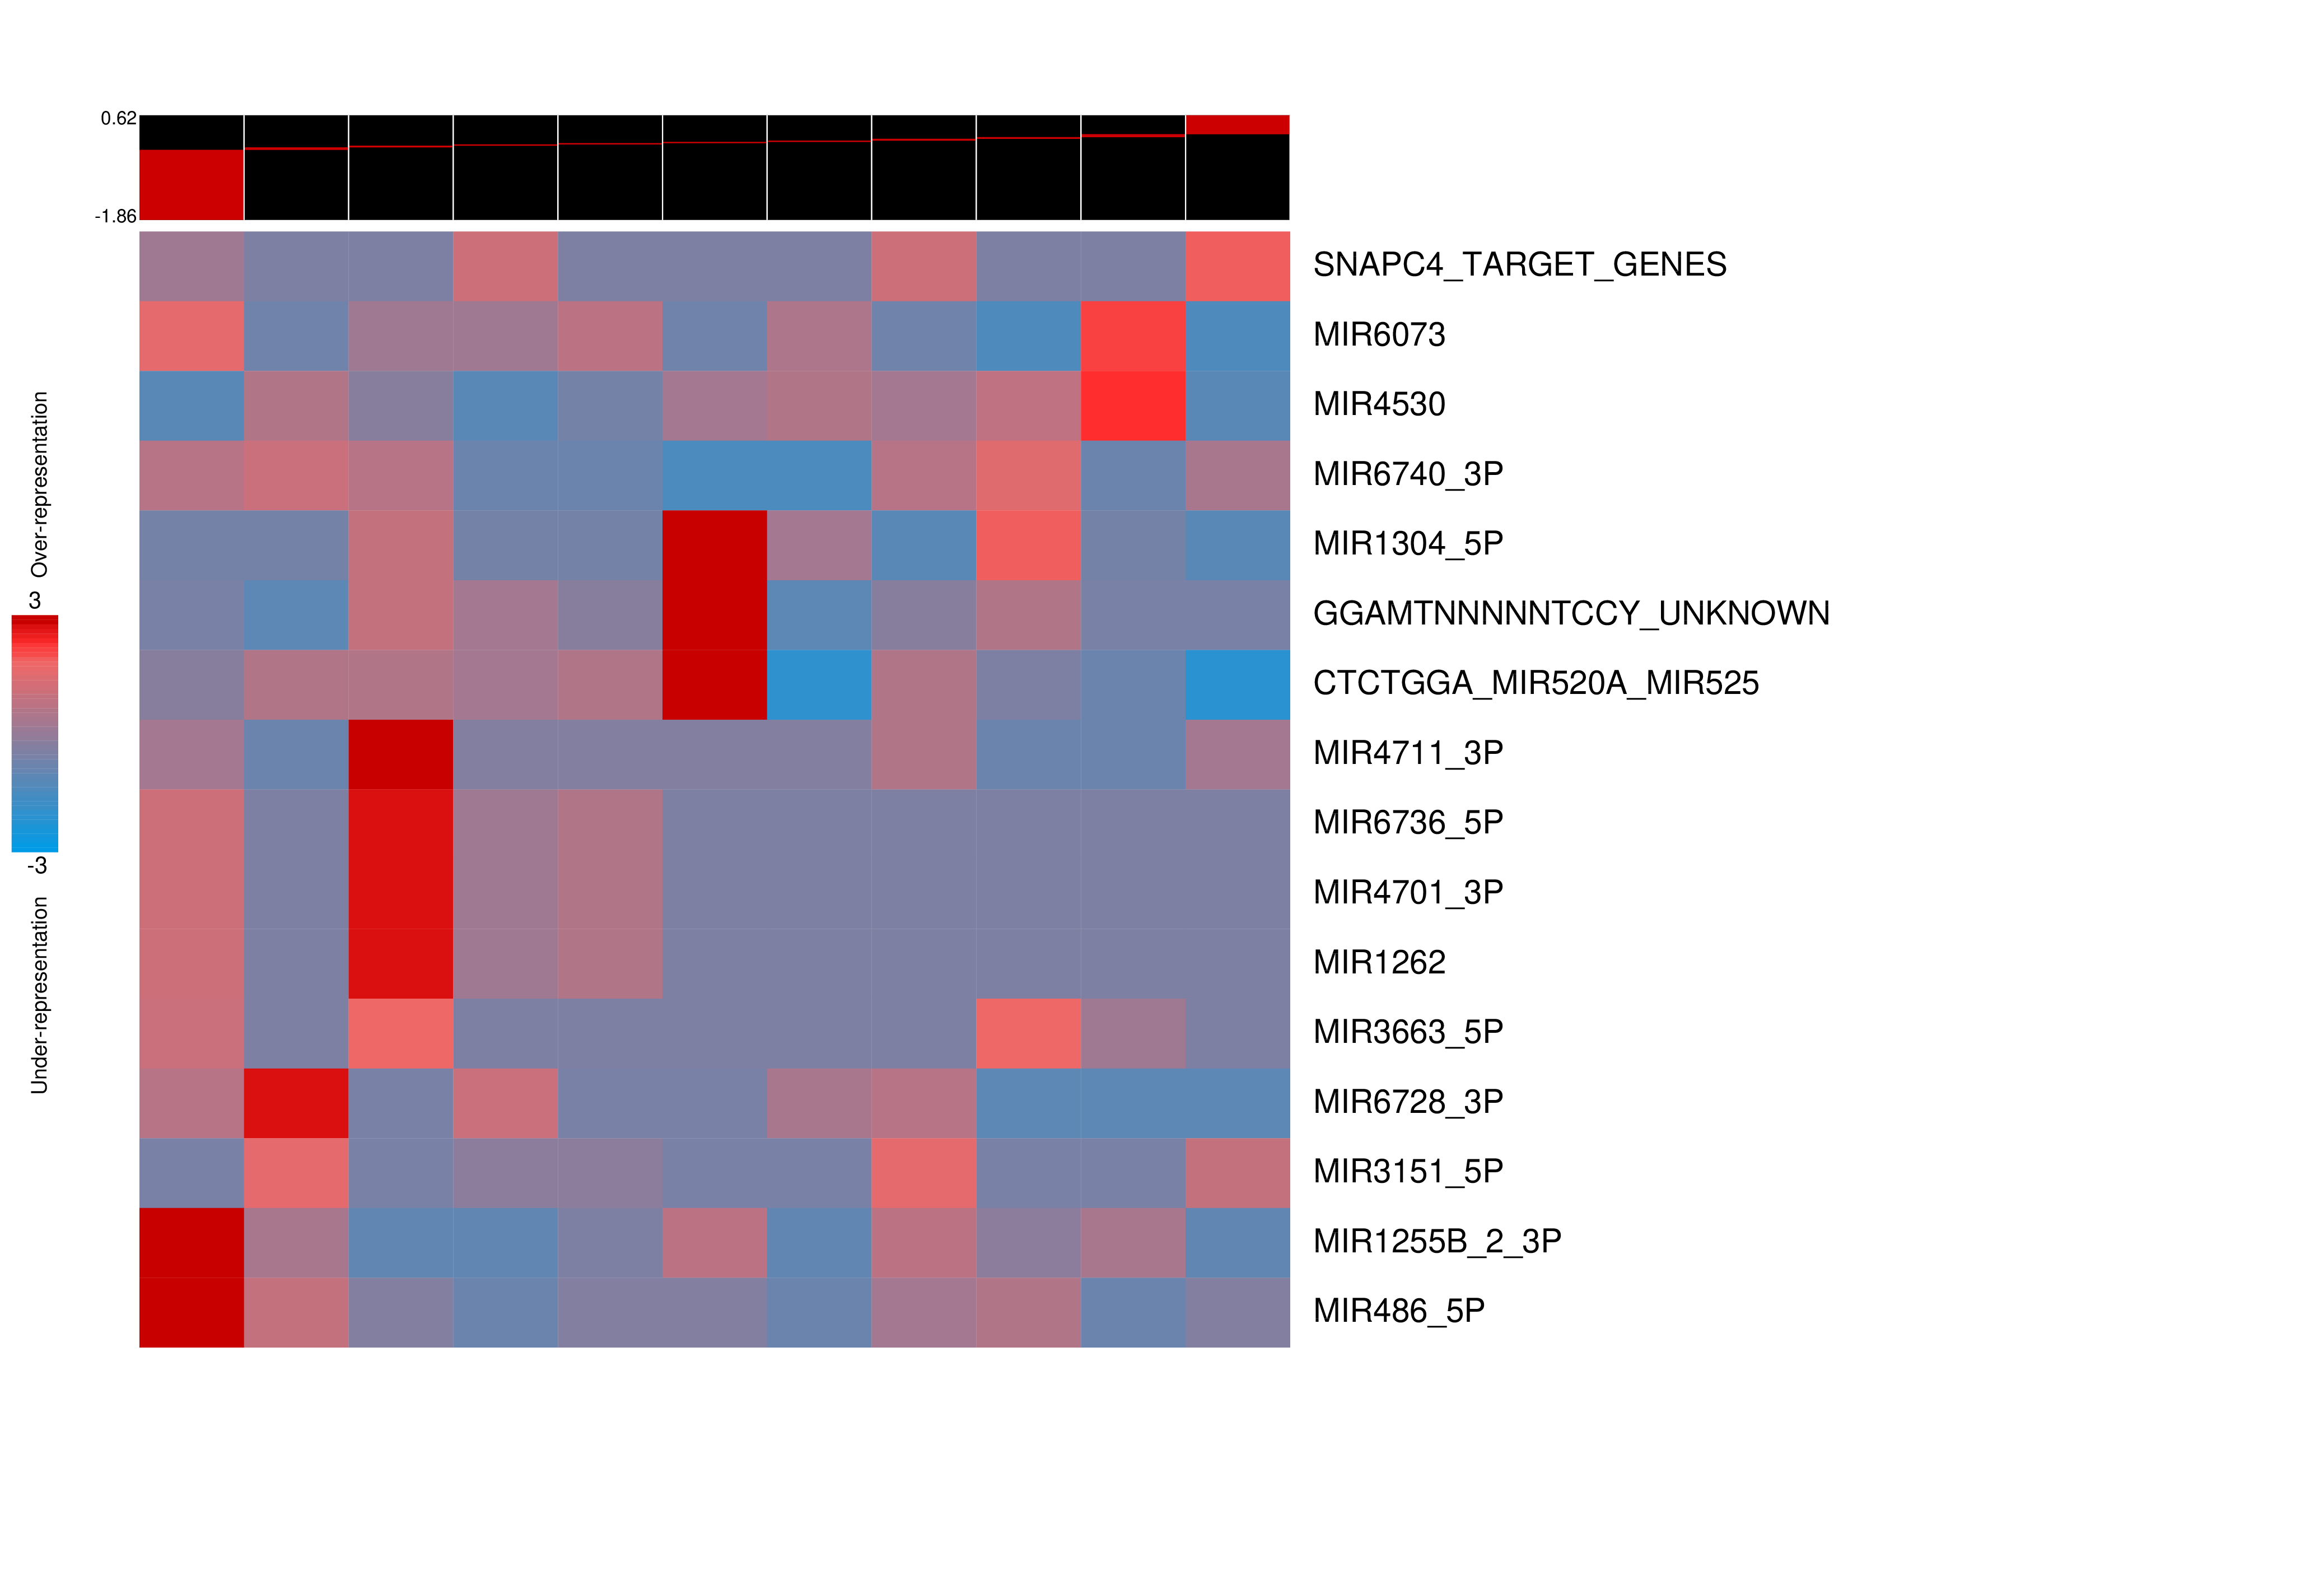 0.62
-1.86
SNAPC4_TARGET_GENES
MIR6073
MIR4530
MIR6740_3P
MIR1304_5P
GGAMTNNNNNTCCY_UNKNOWN
CTCTGGA_MIR520A_MIR525
MIR4711_3P
MIR6736_5P
MIR4701_3P
MIR1262
MIR3663_5P
MIR6728_3P
MIR3151_5P
MIR1255B_2_3P
MIR486_5P
Over-representation
3
-3
Under-representation